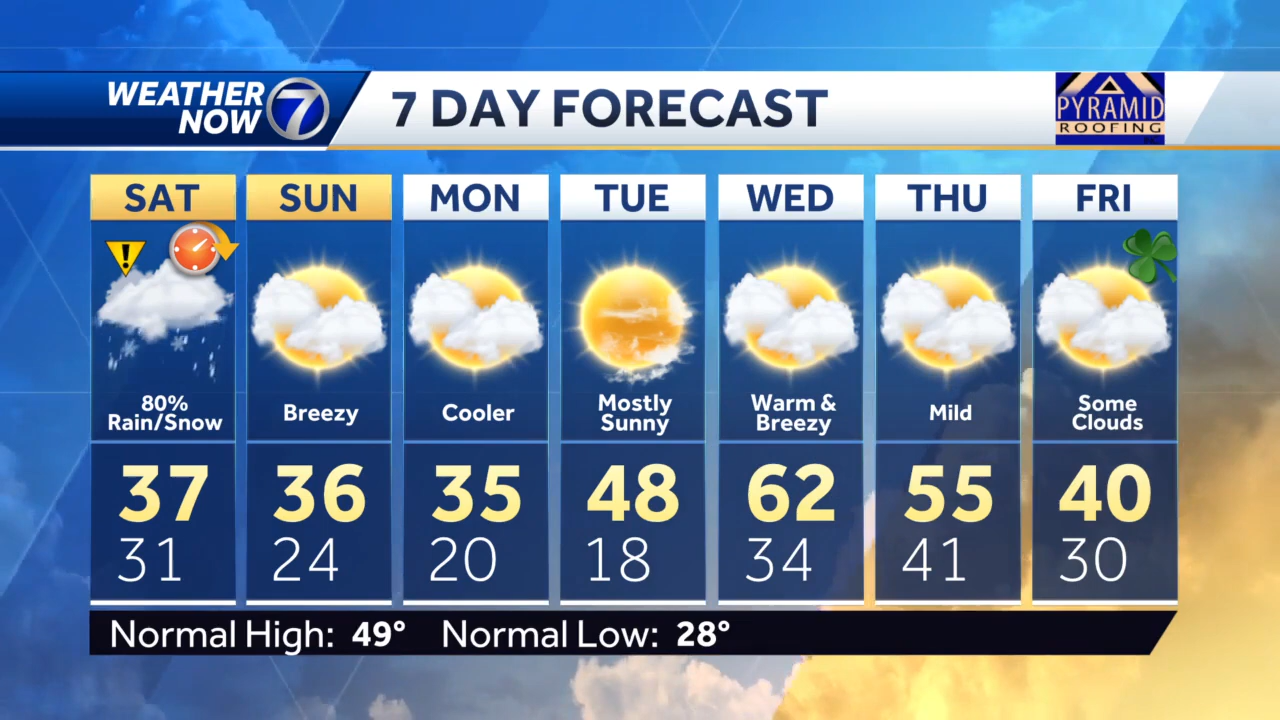 WEATHER
NOW 7
7 DAY FORECAST
PYRAMID
ROOFING
SAT SUN MON TUE WED THU FRI
!
80%
Rain/Snow
Breezy
Cooler
Mostly
Sunny
Warm &
Breezy
Mild
Some
Clouds
37 36 35 48 62 55 40
31 24 20 18 34 41 30
Normal High: 49° Normal Low: 28°